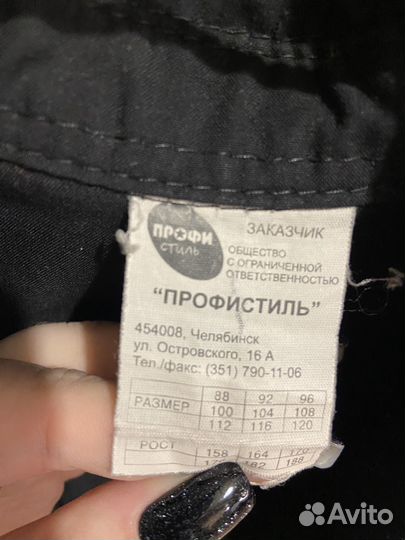 ПРОФИ
СТИЛЬ
ЗАКАЗЧИК
ОБЩЕСТВО
С ОГРАНИЧЕННОЙ
ОТВЕТСТВЕННОСТЬЮ
"ПРОФИСТИЛЬ"
454008, Челябинск
ул. Островского, 16 А
Тел./факс: (351) 790-11-06
РАЗМЕР
88 92 96
100 104 108
112 116 120
РОСТ
158 164 170
182 188
Avito